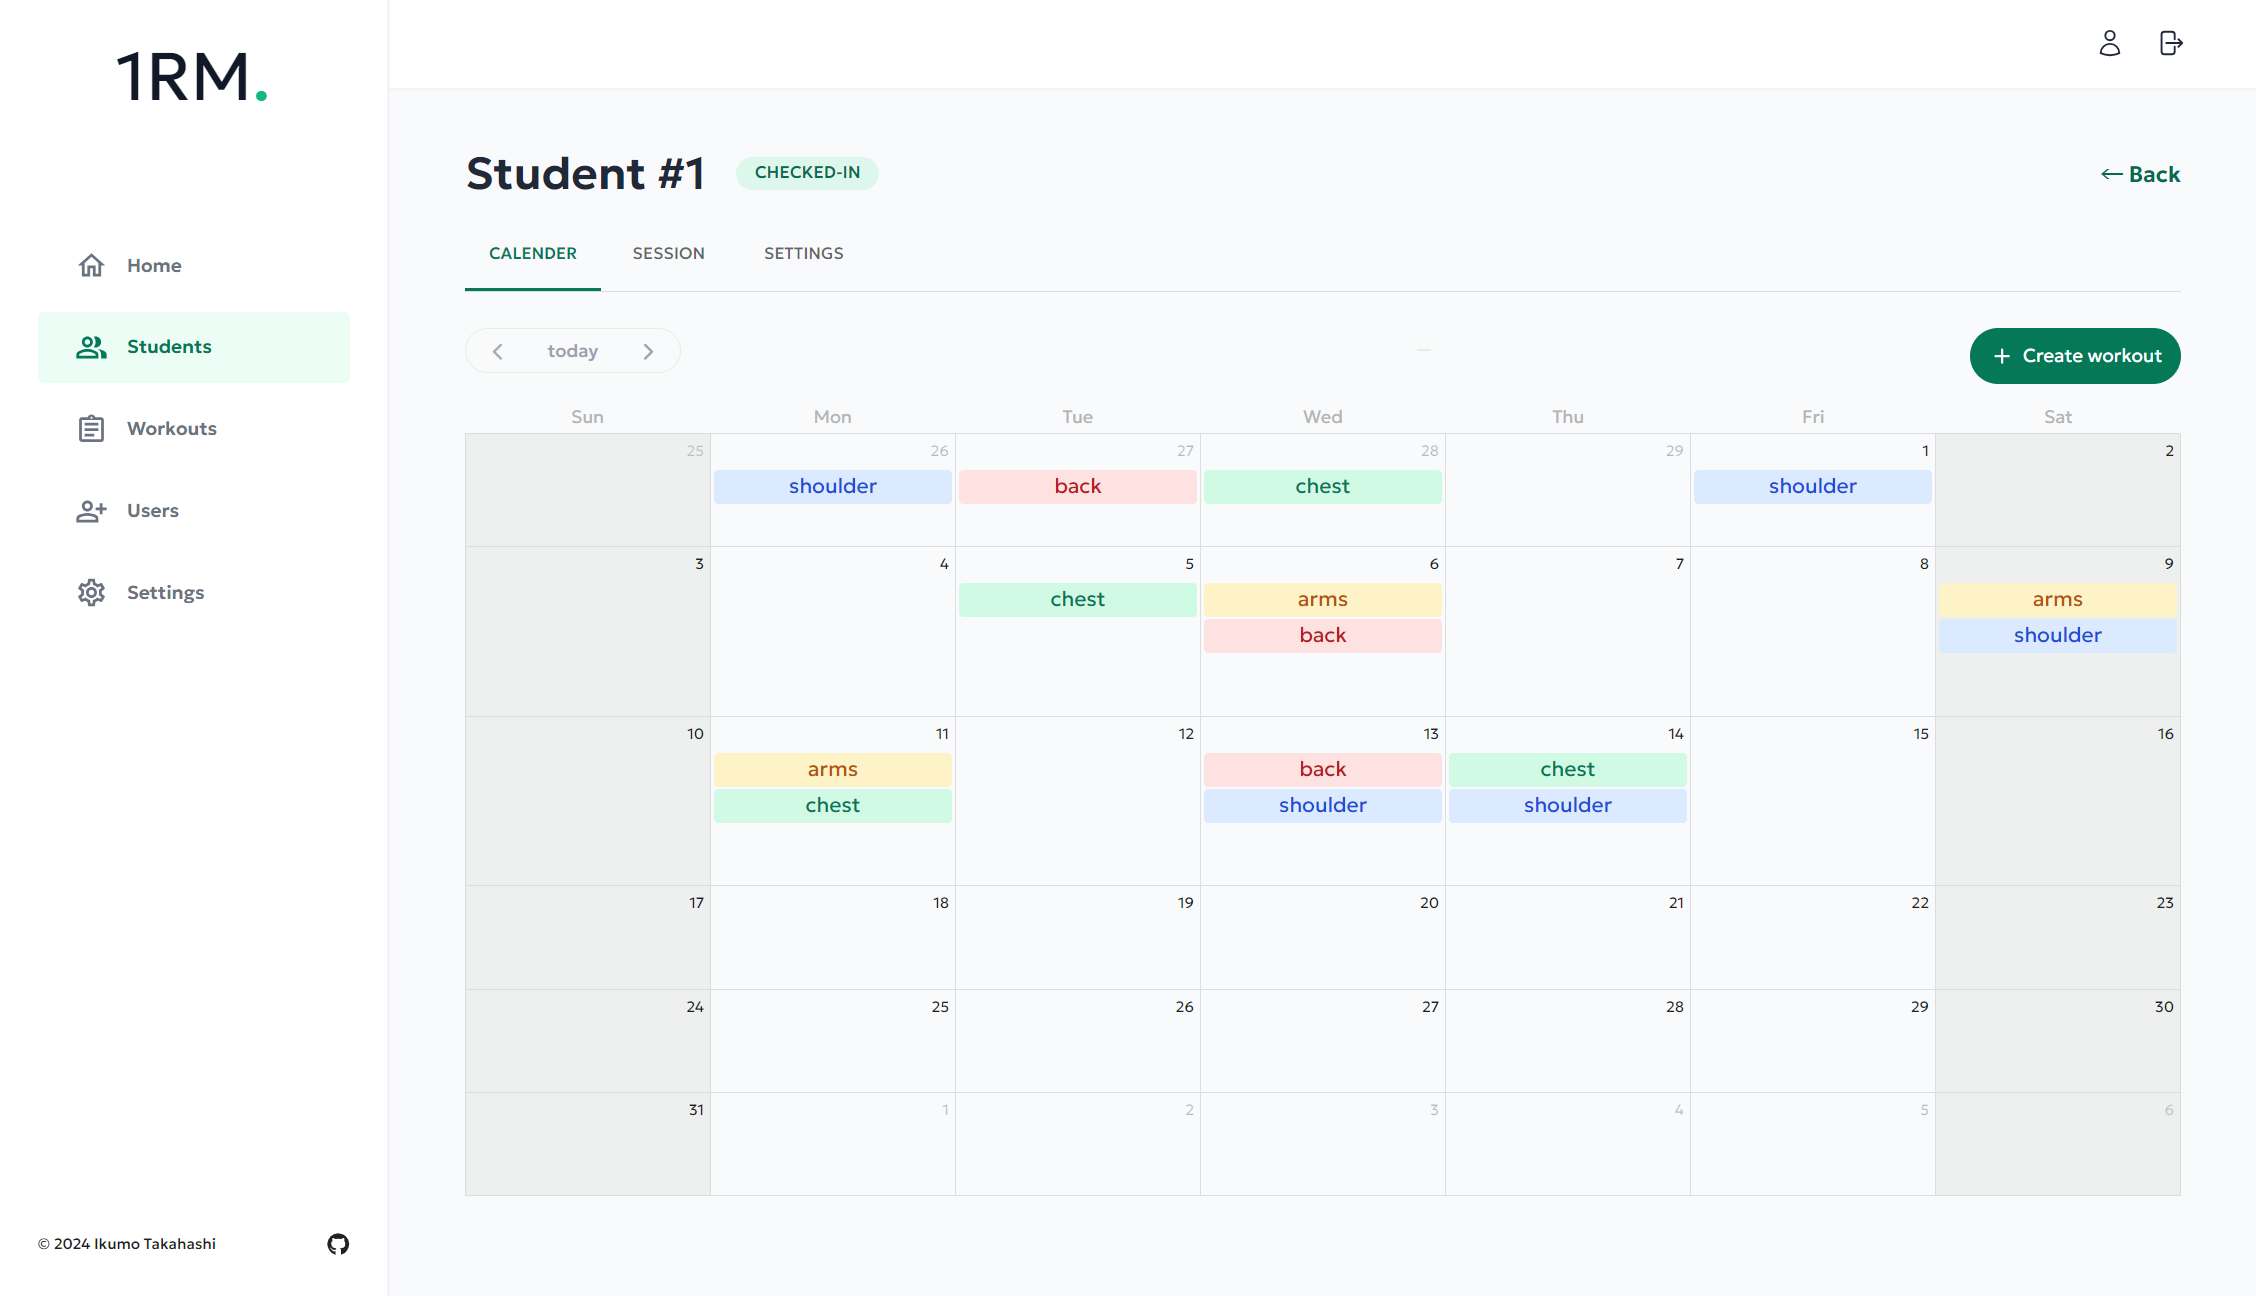 1RM.
Home
Students
Workouts
Users
Settings
© 2024 Ikumo Takahashi
Student #1 CHECKED-IN
← Back
CALENDER SESSION SETTINGS
today
+ Create workout
Sun Mon Tue Wed Thu Fri Sat
25 26 27 28 29 1 2
shoulder back chest shoulder
3 4 5 6 7 8 9
chest arms arms
back shoulder
10 11 12 13 14 15 16
arms back chest
chest shoulder shoulder
17 18 19 20 21 22 23
24 25 26 27 28 29 30
31 1 2 3 4 5 6